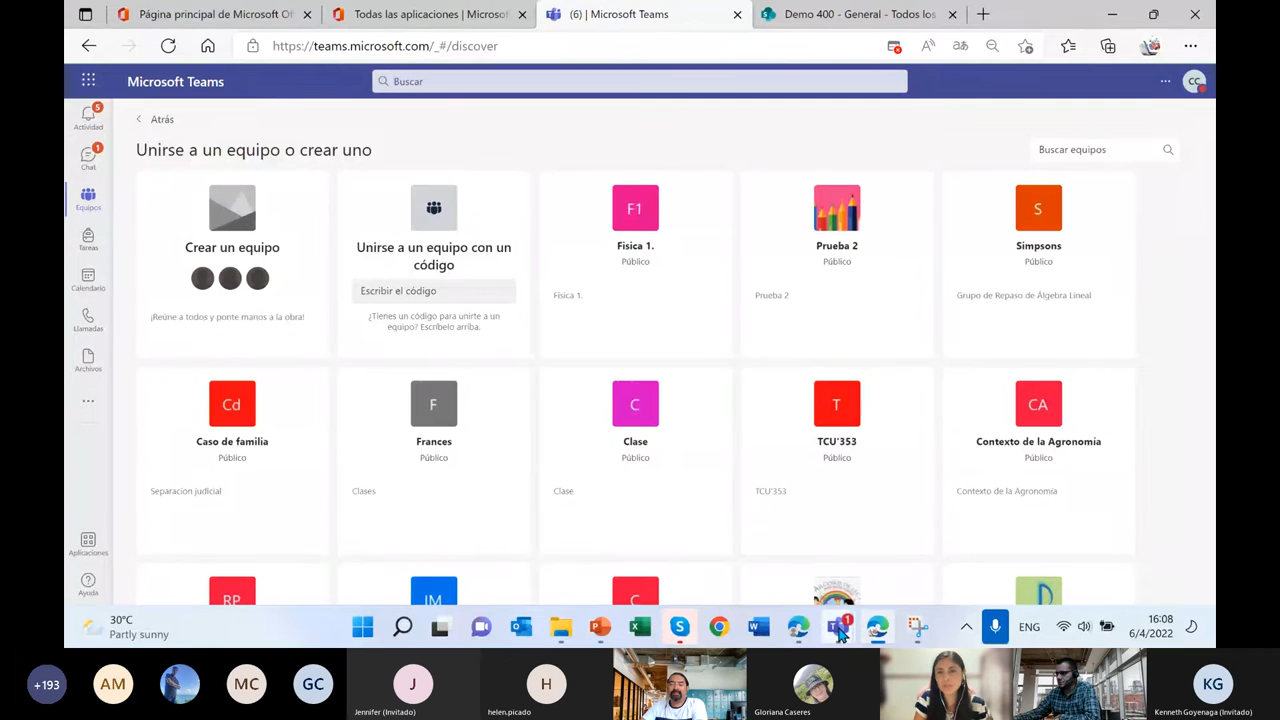 Página principal de Microsoft Of
Todas las aplicaciones | Microsof
(6) | Microsoft Teams
Demo 400 - General - Todos los
https://teams.microsoft.com/_#/discover
Microsoft Teams
Buscar
CC
Actividad
5
Chat
1
Equipos
Tareas
Calendario
Llamadas
Archivos
Aplicaciones
Ayuda
Atrás
Unirse a un equipo o crear uno
Buscar equipos
Crear un equipo
¡Reúne a todos y ponte manos a la obra!
Unirse a un equipo con un
código
Escribir el código
¿Tienes un código para unirte a un
equipo? Escríbelo arriba.
F1
Fisica 1.
Público
Fisica 1.
Prueba 2
Público
Prueba 2
S
Simpsons
Público
Grupo de Repaso de Álgebra Lineal
Cd
Caso de familia
Público
Separacion judicial
F
Frances
Público
Clases
C
Clase
Público
Clase
T
TCU'353
Público
TCU'353
CA
Contexto de la Agronomía
Público
Contexto de la Agronomía
RP
IM
C
D
30°C
Partly sunny
1
ENG
16:08
6/4/2022
+193
AM
MC
GC
J
Jennifer (Invitado)
H
helen.picado
Gloriana Caseres
KG
Kenneth Goyenaga (Invitado)